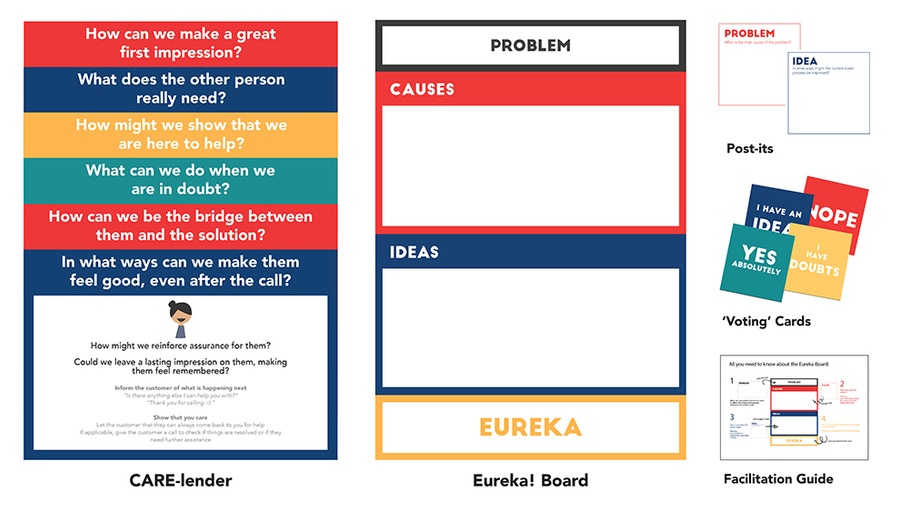 How can we make a great
first impression?
What does the other person
really need?
How might we show that we
are here to help?
What can we do when we
are in doubt?
How can we be the bridge between
them and the solution?
In what ways can we make them
feel good, even after the call?
How might we reinforce assurance for them?
Could we leave a lasting impression on them, making
them feel remembered?
Inform the customer of what is happening next
"Is there anything else I can help you with?"
"Thank you for calling :-) "
Show that you care
Let the customer that they can always come back to you for help
If applicable, give the customer a call to check if things are resolved or if they
need further assistance
CARE-lender
PROBLEM
CAUSES
IDEAS
EUREKA
Eureka! Board
PROBLEM
What is the main cause of the problem?
IDEA
In what ways might the current state/
process be improved?
Post-its
I HAVE AN
IDEA
NOPE
YES
ABSOLUTELY
I
HAVE
DOUBTS
'Voting' Cards
All you need to know about the Eureka Board:
1
PROBLEM
2
3
4
EUREKA
Facilitation Guide